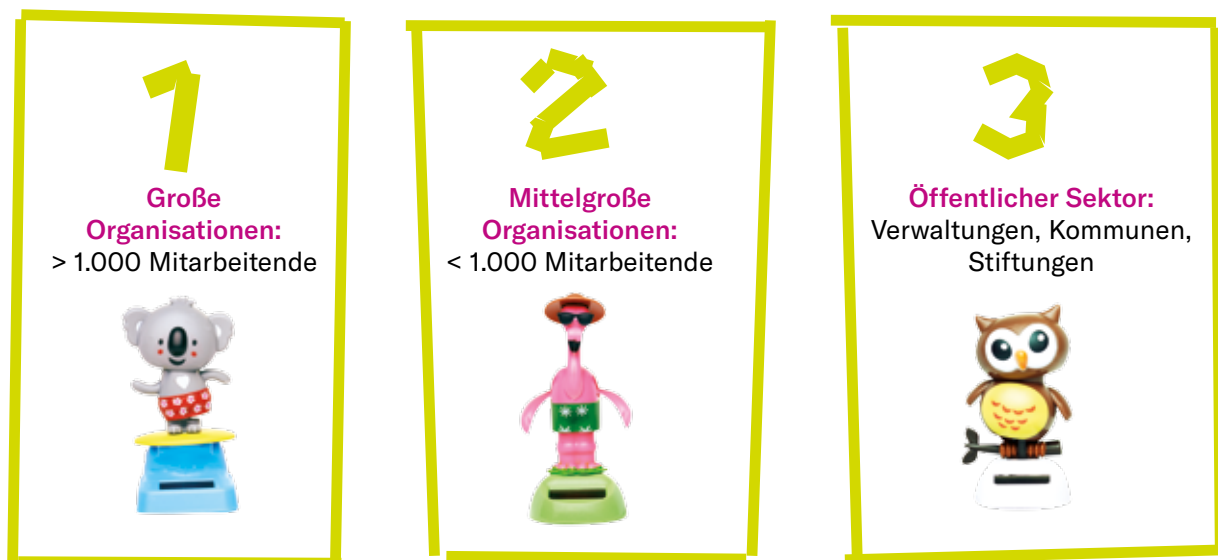 1
Große
Organisationen:
> 1.000 Mitarbeitende
2
Mittelgroße
Organisationen:
< 1.000 Mitarbeitende
3
Öffentlicher Sektor:
Verwaltungen, Kommunen,
Stiftungen